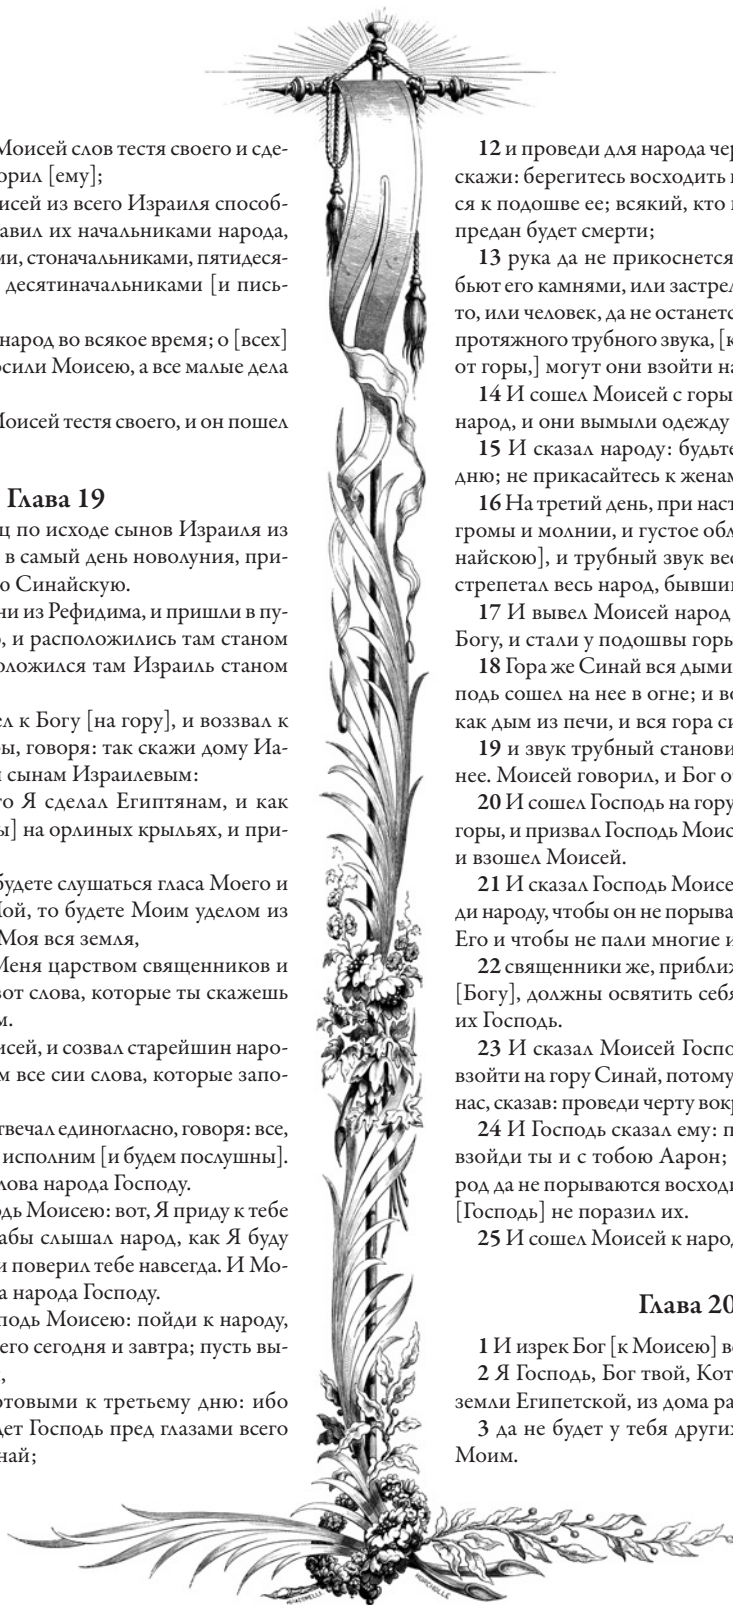 Моисей слов тестя своего и сде-
орил [ему];
исей из всего Израиля способ-
авил их начальниками народа,
ми, стоначальниками, пятидеся-
десятиначальниками [и пись-
народ во всякое время; о [всех]
осили Моисею, а все малые дела
Моисей тестя своего, и он пошел
Глава 19
ц по исходе сынов Израиля из
в самый день новолуния, при-
ю Синайскую.
ни из Рефидима, и пришли в пу-
, и расположились там станом
оложился там Израиль станом
л к Богу [на гору], и воззвал к
ы, говоря: так скажи дому Иа-
и сынам Израилевым:
то Я сделал Египтянам, и как
ы] на орлиных крыльях, и при-
будете слушаться гласа Моего и
Мой, то будете Моим уделом из
Моя вся земля,
Меня царством священников и
вот слова, которые ты скажешь
м.
исей, и созвал старейшин наро-
м все сии слова, которые запо-
твечал единогласно, говоря: все,
исполним [и будем послушны].
лова народа Господу.
дь Моисею: вот, Я приду к тебе
абы слышал народ, как Я буду
и поверил тебе навсегда. И Мо-
а народа Господу.
подь Моисею: пойди к народу,
его сегодня и завтра; пусть вы-
,
отовыми к третьему дню: ибо
дет Господь пред глазами всего
най;
12 и проведи для народа чер
скажи: берегитесь восходить н
ся к подошве ее; всякий, кто п
предан будет смерти;
13 рука да не прикоснется
бьют его камнями, или застрел
то, или человек, да не останетс
протяжного трубного звука, [к
от горы,] могут они взойти на
14 И сошел Моисей с горы
народ, и они вымыли одежду
15 И сказал народу: будьте
дню; не прикасайтесь к женам
16 На третий день, при наст
громы и молнии, и густое обл
найскою], и трубный звук вес
стрепетал весь народ, бывши
17 И вывел Моисей народ
Богу, и стали у подошвы горы
18 Гора же Синай вся дыми
подь сошел на нее в огне; и во
как дым из печи, и вся гора си
19 и звук трубный станови
нее. Моисей говорил, и Бог от
20 И сошел Господь на гору
горы, и призвал Господь Моис
и взошел Моисей.
21 И сказал Господь Моисе
ди народу, чтобы он не порыва
Его и чтобы не пали многие и
22 священники же, приближ
[Богу], должны освятить себя
их Господь.
23 И сказал Моисей Госпо
взойти на гору Синай, потому
нас, сказав: проведи черту вокр
24 И Господь сказал ему: п
взойди ты и с тобою Аарон;
род да не порываются восходи
[Господь] не поразил их.
25 И сошел Моисей к народ
Глава 20
1 И изрек Бог [к Моисею] в
2 Я Господь, Бог твой, Кот
земли Египетской, из дома ра
3 да не будет у тебя других
Моим.